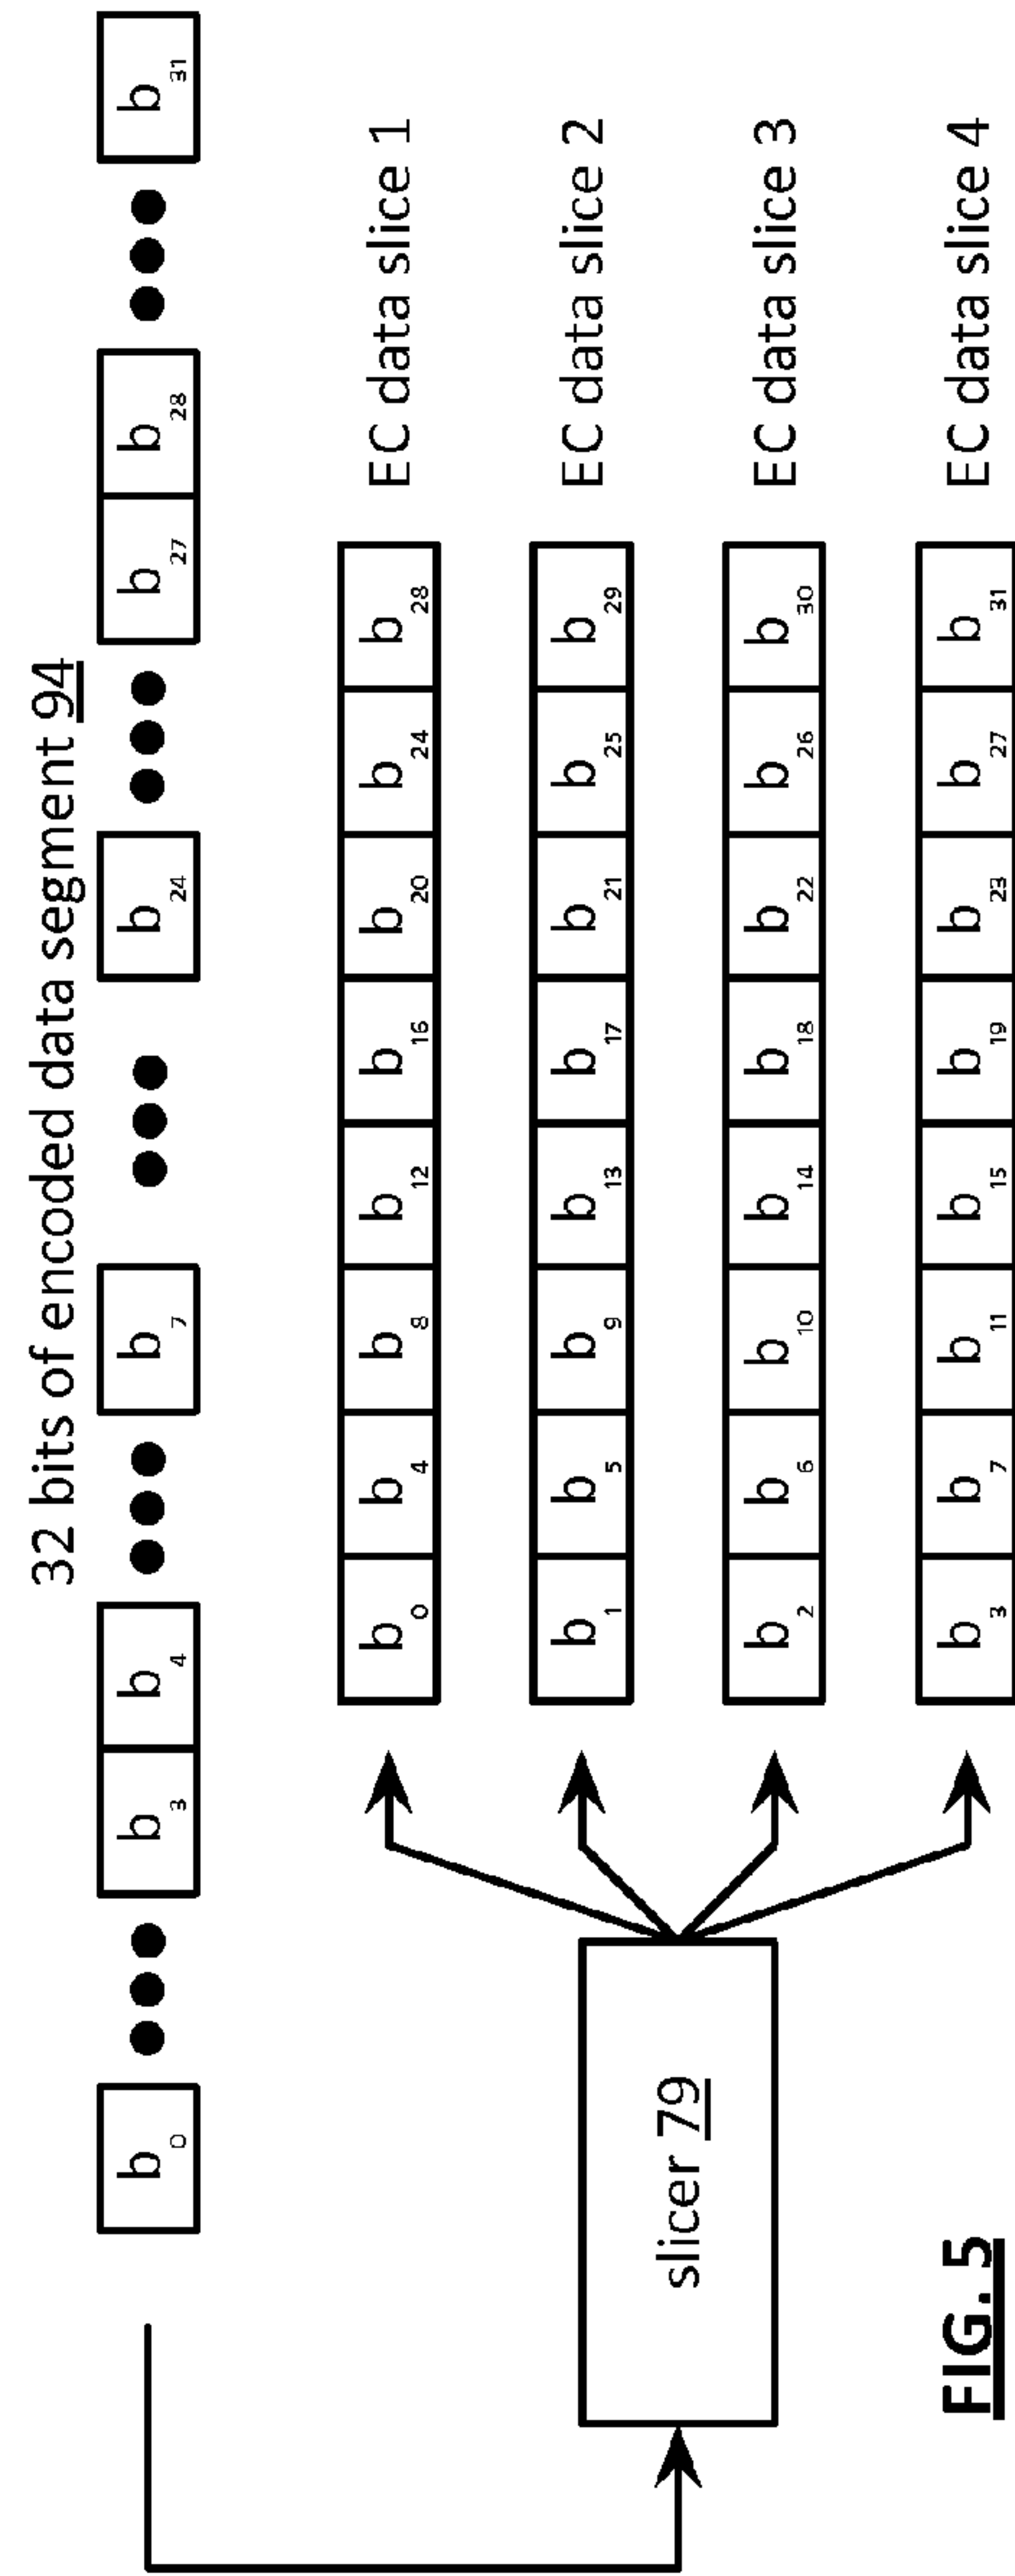 32 bits of encoded data segment 94
b0 ••• b3 b4 ••• b7 ••• b24 ••• b27 b28 ••• b31
slicer 79
b0 b4 b8 b12 b16 b20 b24 b28 EC data slice 1
b1 b5 b9 b13 b17 b21 b25 b29 EC data slice 2
b2 b6 b10 b14 b18 b22 b26 b30 EC data slice 3
b3 b7 b11 b15 b19 b23 b27 b31 EC data slice 4
FIG. 5